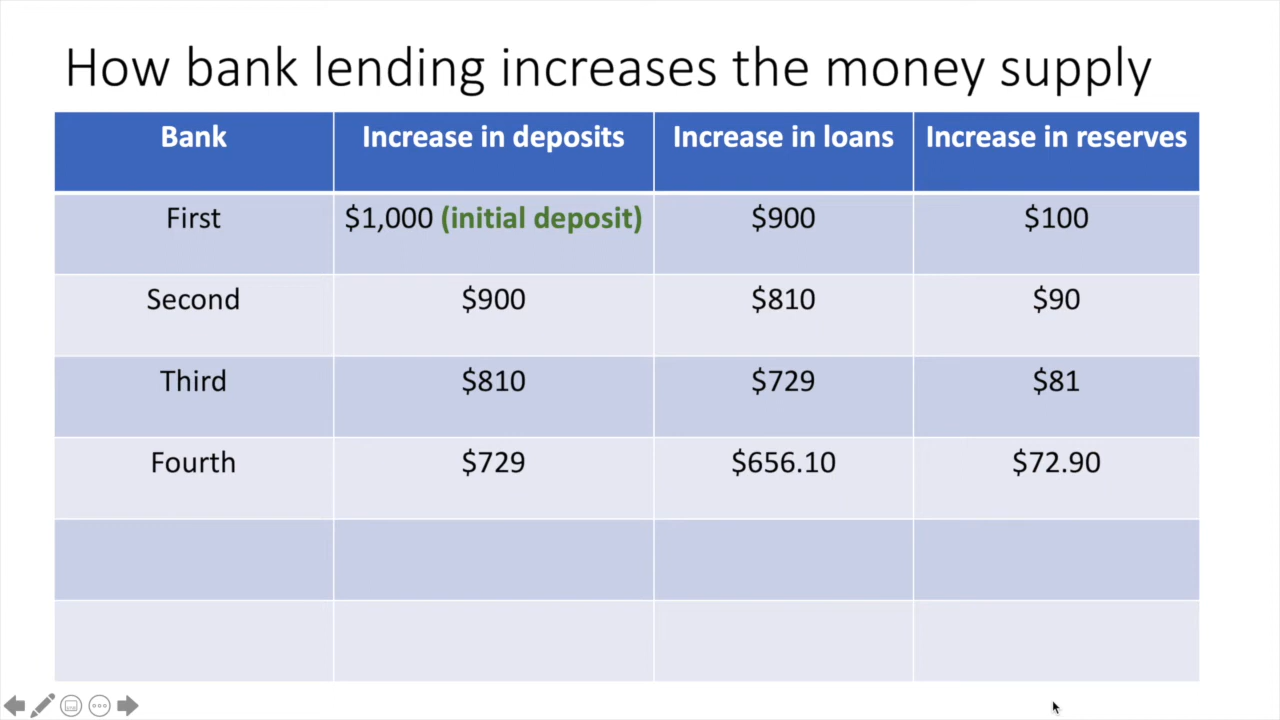 How bank lending increases the money supply
Bank Increase in deposits Increase in loans Increase in reserves
First $1,000 (initial deposit) $900 $100
Second $900 $810 $90
Third $810 $729 $81
Fourth $729 $656.10 $72.90